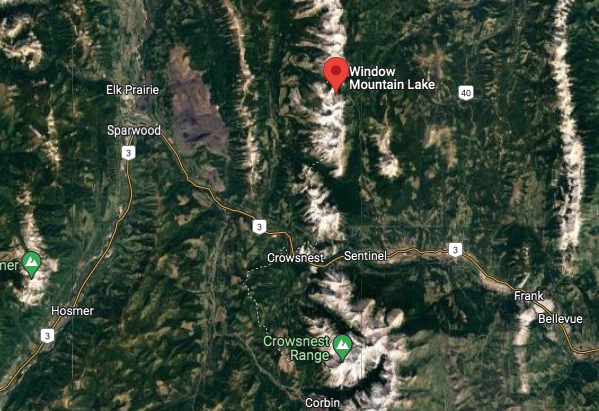 Window
Mountain Lake
Elk Prairie
40
Sparwood
3
3
Crowsnest
Sentinel
3
mer
Hosmer
Frank
Bellevue
3
Crowsnest
Range
Corbin